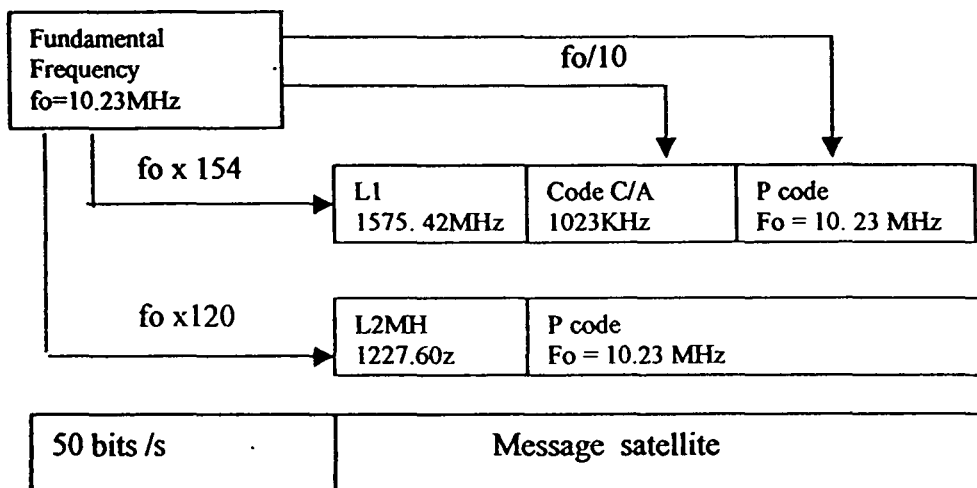 Fundamental
Frequency
fo=10.23MHz
fo/10
fo x 154
L1
1575. 42MHz
Code C/A
1023KHz
P code
Fo = 10. 23 MHz
fo x120
L2MH
1227.60z
P code
Fo = 10.23 MHz
50 bits /s
Message satellite